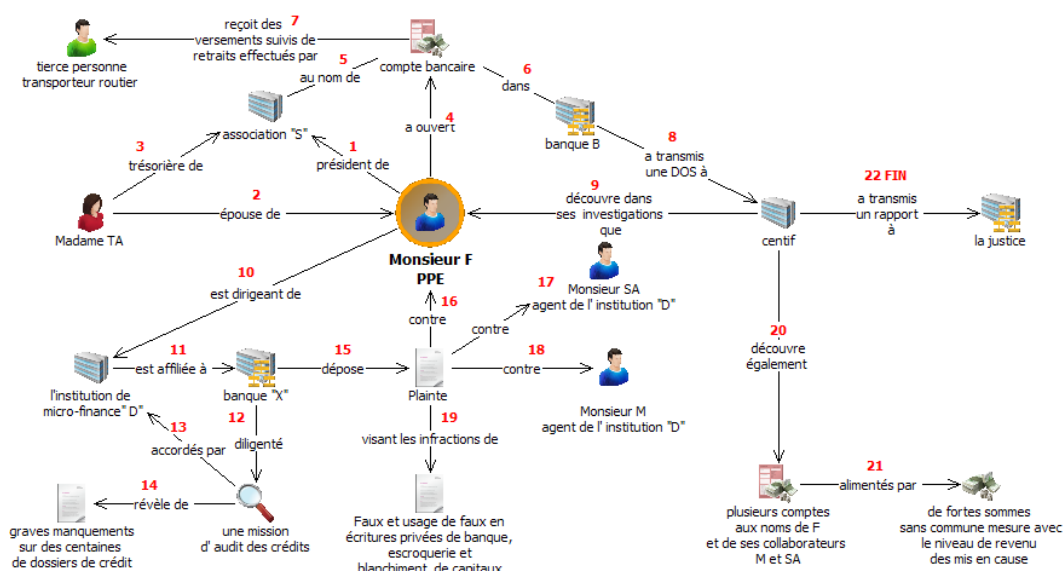 reçoit des 7
versements suivis de
retraits effectués par
tierce personne
transporteur routier
5
au nom de
compte bancaire
6
dans
association "S"
4
a ouvert
banque B
8
a transmis
une DOS à
3
trésorière de
1
président de
2
épouse de
Madame TA
9
découvre dans
ses investigations
que
centif
22 FIN
a transmis
un rapport
à
la justice
Monsieur F
PPE
10
est dirigeant de
Monsieur SA
agent de l' institution "D"
16
contre
17
contre
11
est affiliée à
15
dépose
18
contre
20
découvre
également
l'institution de
micro-finance" D"
banque "X"
Plainte
Monsieur M
agent de l' institution "D"
12
diligenté
13
accordés par
19
visant les infractions de
14
révèle de
21
alimentés par
graves manquements
sur des centaines
de dossiers de crédit
une mission
d' audit des crédits
Faux et usage de faux en
écritures privées de banque,
escroquerie et
blanchiment de capitaux
plusieurs comptes
aux noms de F
et de ses collaborateurs
M et SA
de fortes sommes
sans commune mesure avec
le niveau de revenu
des mis en cause